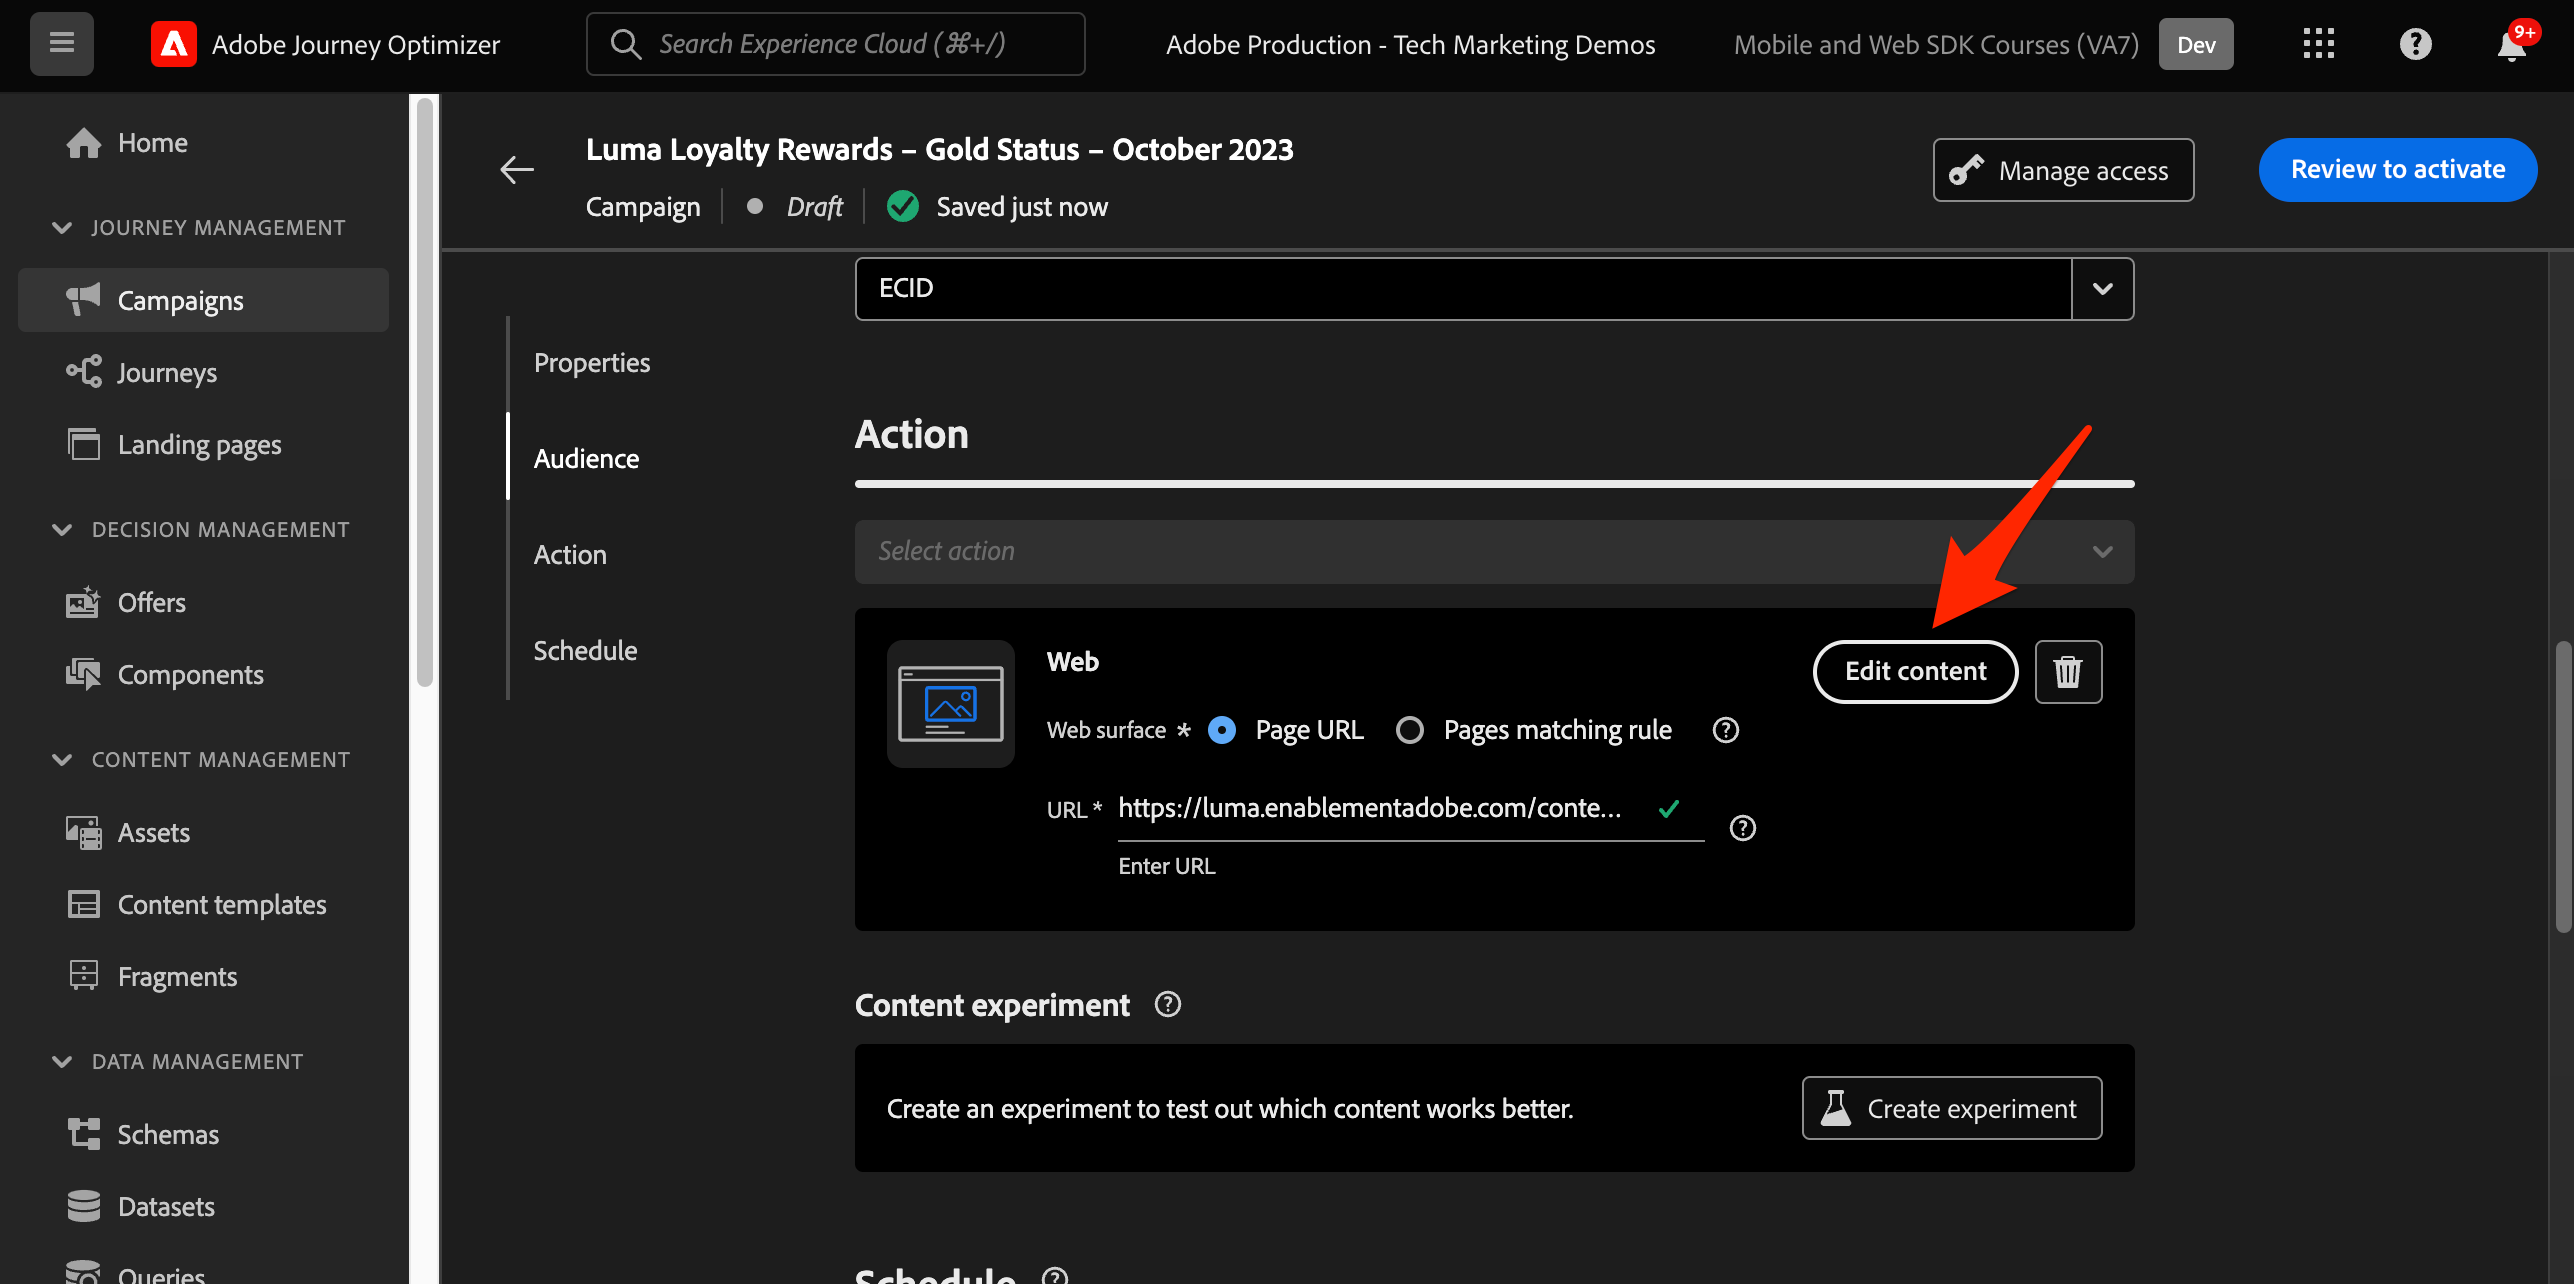 Adobe Journey Optimizer
Search Experience Cloud (⌘+/)
Adobe Production - Tech Marketing Demos
Mobile and Web SDK Courses (VA7)
Dev
9+
Home
JOURNEY MANAGEMENT
Campaigns
Journeys
Landing pages
DECISION MANAGEMENT
Offers
Components
CONTENT MANAGEMENT
Assets
Content templates
Fragments
DATA MANAGEMENT
Schemas
Datasets
Queries
Luma Loyalty Rewards – Gold Status – October 2023
Campaign
Draft
Saved just now
Manage access
Review to activate
Properties
Audience
Action
Schedule
ECID
Action
Select action
Web
Edit content
Web surface *
Page URL
Pages matching rule
URL *
https://luma.enablementadobe.com/conte...
Enter URL
Content experiment
Create an experiment to test out which content works better.
Create experiment
Schedule